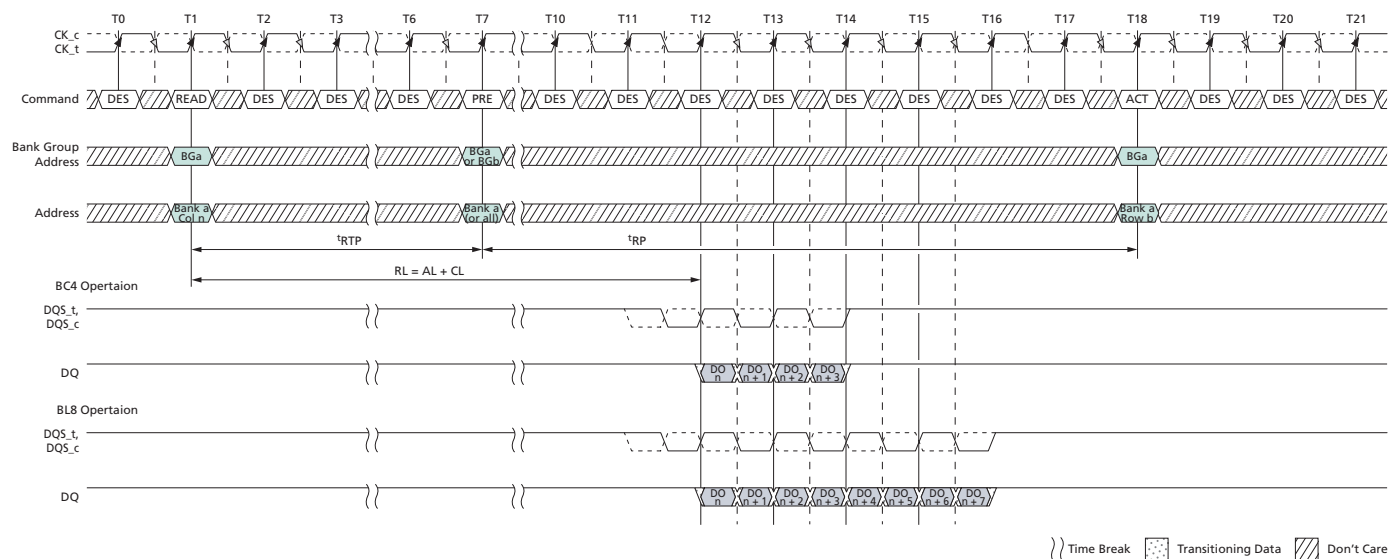 T0 T1 T2 T3 T6 T7 T10 T11 T12 T13 T14 T15 T16 T17 T18 T19 T20 T21
CK_c
CK_t
Command DES READ DES DES DES PRE DES DES DES DES DES DES DES DES ACT DES DES DES
Bank Group
Address
BGa
BGa
or BGb
BGa
Address
Bank a
Col n
Bank a
(or all)
Bank a
Row b
tRTP tRP
RL = AL + CL
BC4 Opertaion
DQS_t,
DQS_c
DQ
DO
n
DO
n + 1
DO
n + 2
DO
n + 3
BL8 Opertaion
DQS_t,
DQS_c
DQ
DO
n
DO
n + 1
DO
n + 2
DO
n + 3
DO
n + 4
DO
n + 5
DO
n + 6
DO
n + 7
Time Break Transitioning Data Don't Care